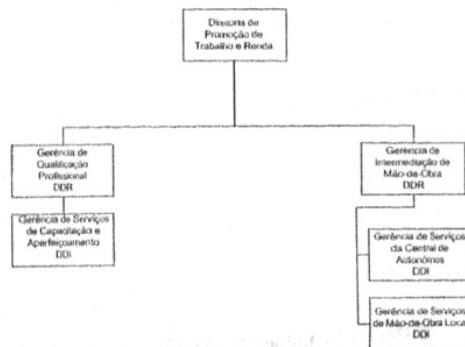 Diretoria de
Promoção de
Trabalho e Renda
Gerência de
Qualificação
Profissional
DDR
Gerência de Serviços
de Capacitação e
Aperfeiçoamento
DDI
Gerência de
Intermediação de
Mão-de-Obra
DDR
Gerência de Serviços
da Central de
Autonômos
DDI
Gerência de Serviços
de Mão-de-Obra Local
DDI